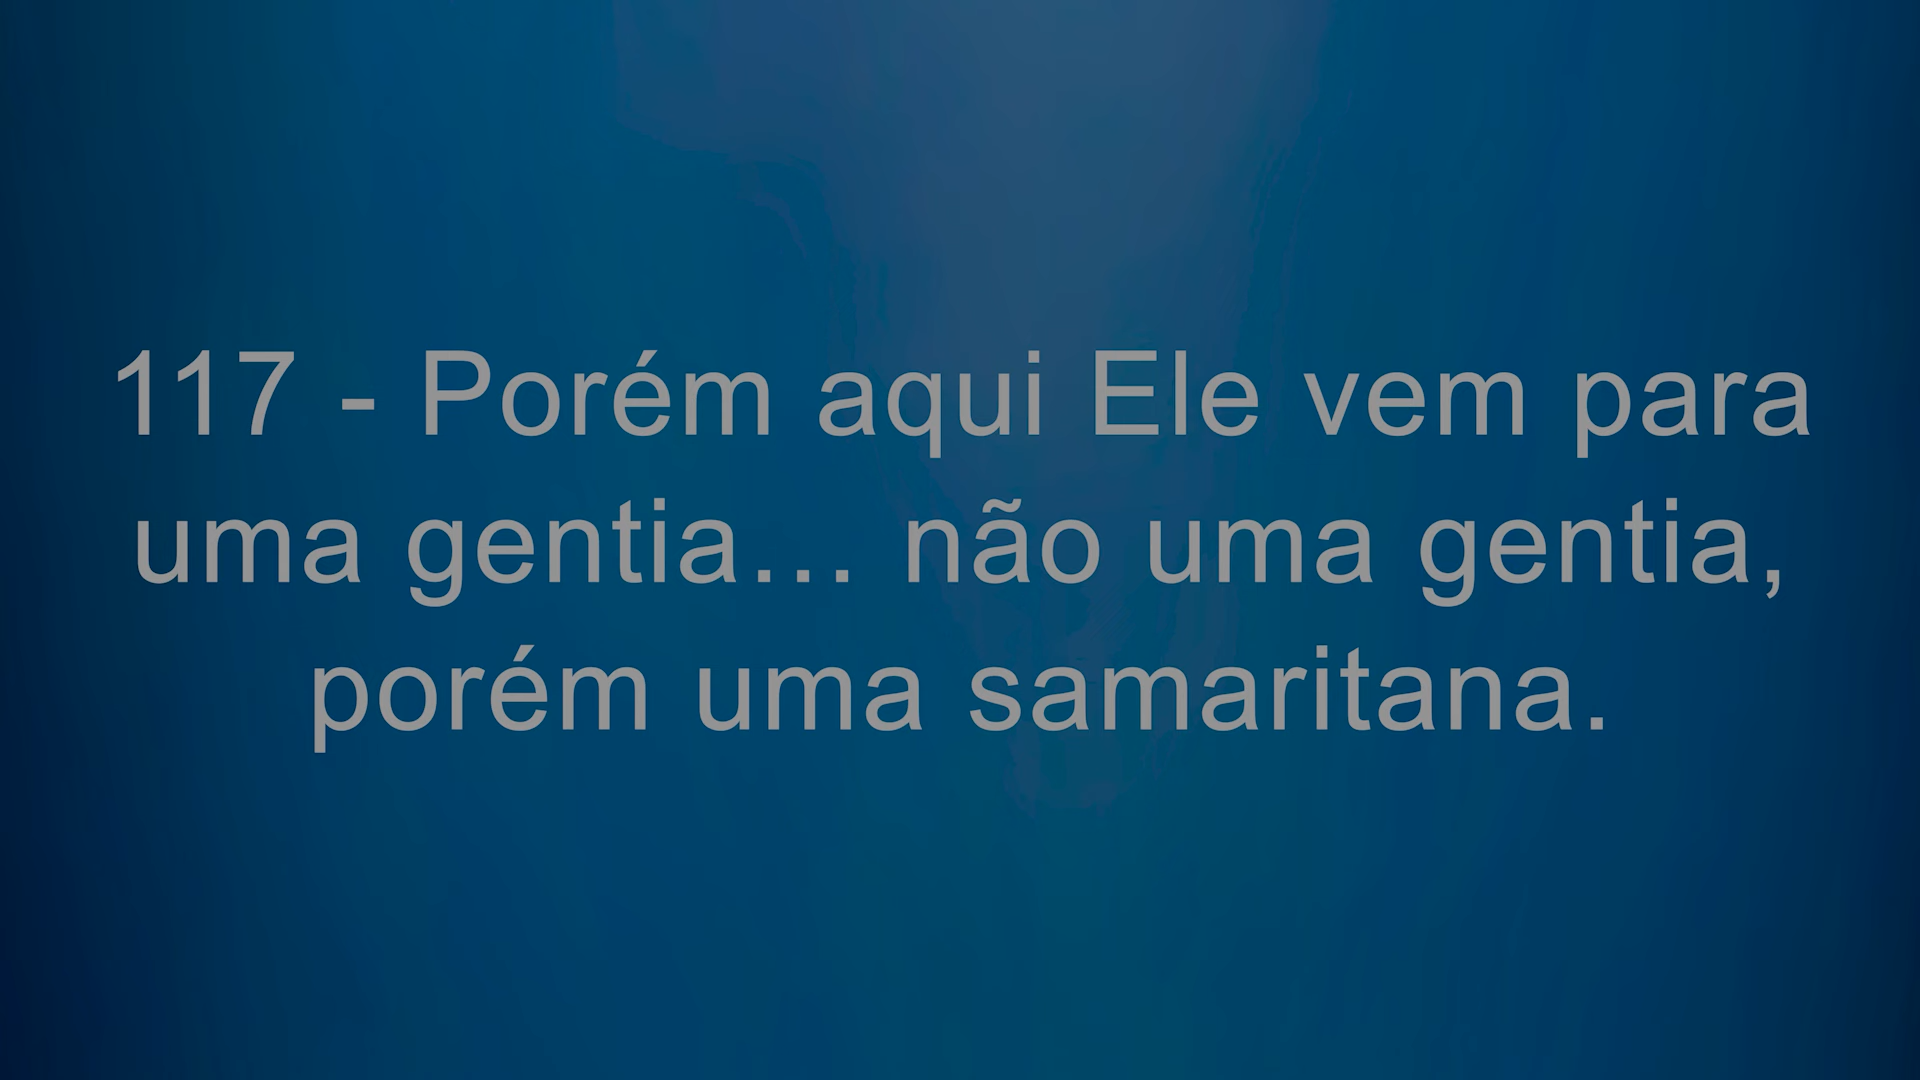 117 - Porém aqui Ele vem para
uma gentia... não uma gentia,
porém uma samaritana.